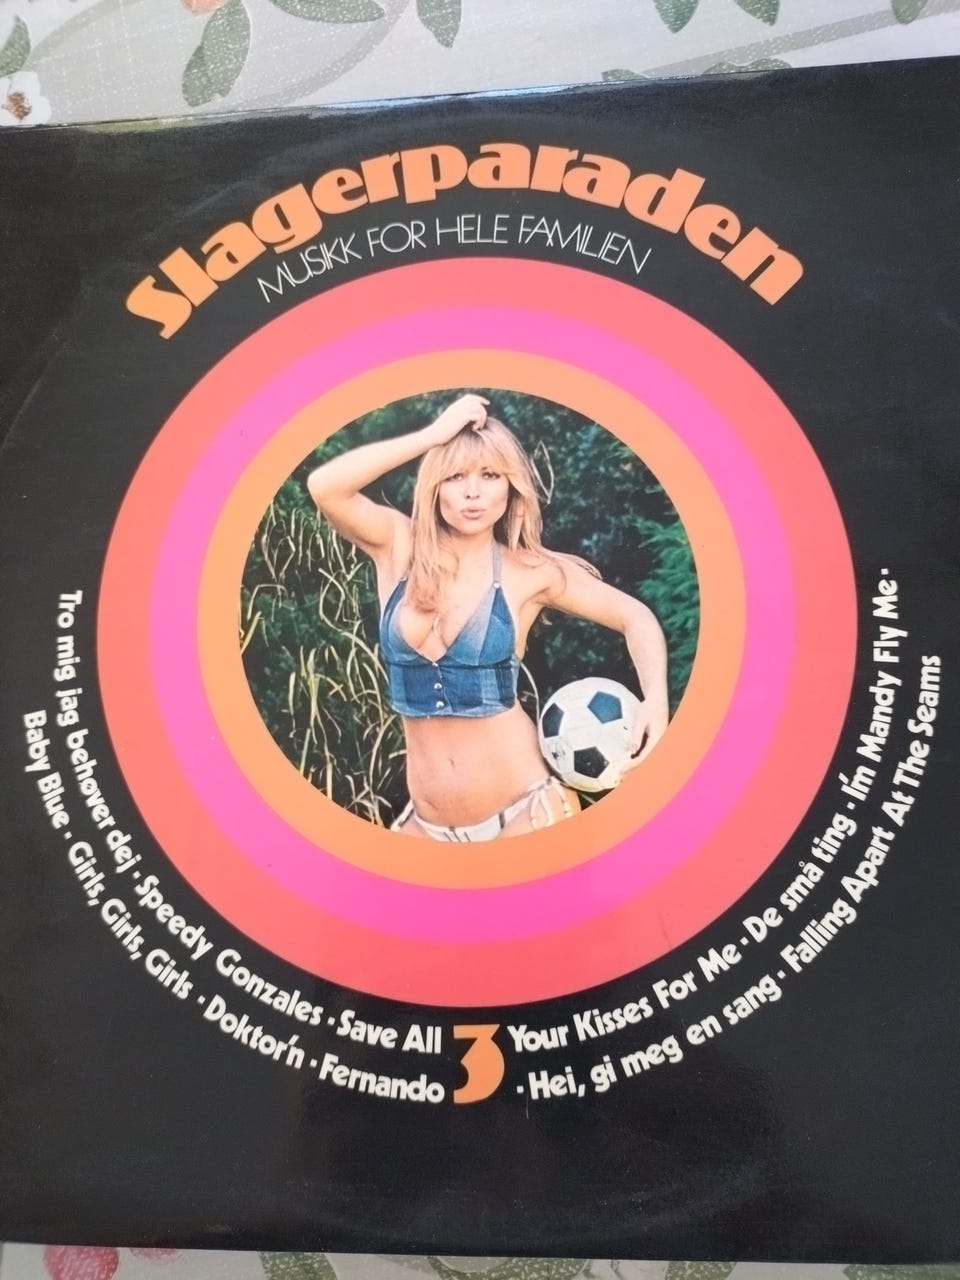 Slagerparaden
MUSIKK FOR HELE FAMILIEN
Tro mig jag behøver dej · Speedy Gonzales · Save All Your Kisses For Me · De små ting · I'm Mandy Fly Me ·
Baby Blue · Girls, Girls, Girls · Doktor'n · Fernando · Hei, gi meg en sang · Falling Apart At The Seams
3